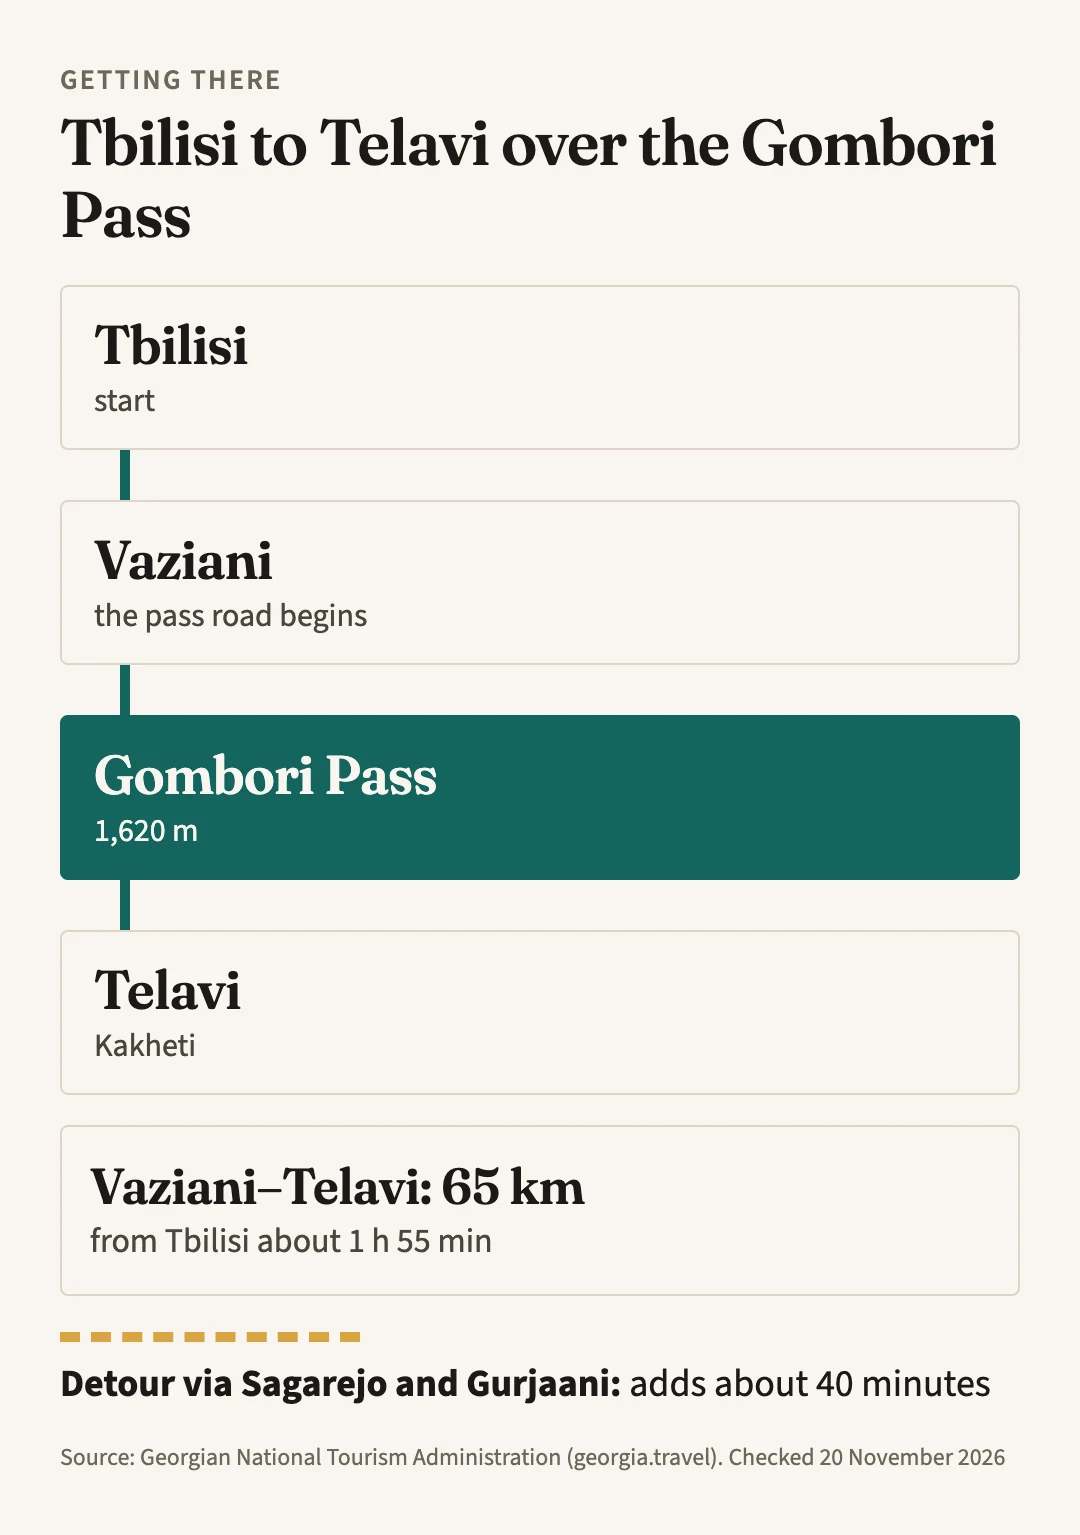 GETTING THERE
Tbilisi to Telavi over the Gombori
Pass
Tbilisi
start
Vaziani
the pass road begins
Gombori Pass
1,620 m
Telavi
Kakheti
Vaziani–Telavi: 65 km
from Tbilisi about 1 h 55 min
Detour via Sagarejo and Gurjaani: adds about 40 minutes
Source: Georgian National Tourism Administration (georgia.travel). Checked 20 November 2026